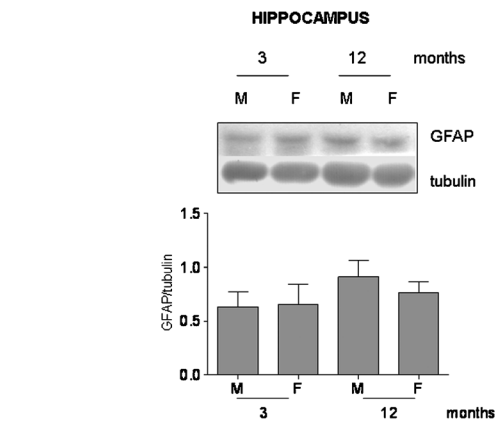 HIPPOCAMPUS
3 12 months
M F M F
GFAP
tubulin
1.5
1.0
0.5
0.0
GFAP/tubulin
M F M F
3 12 months